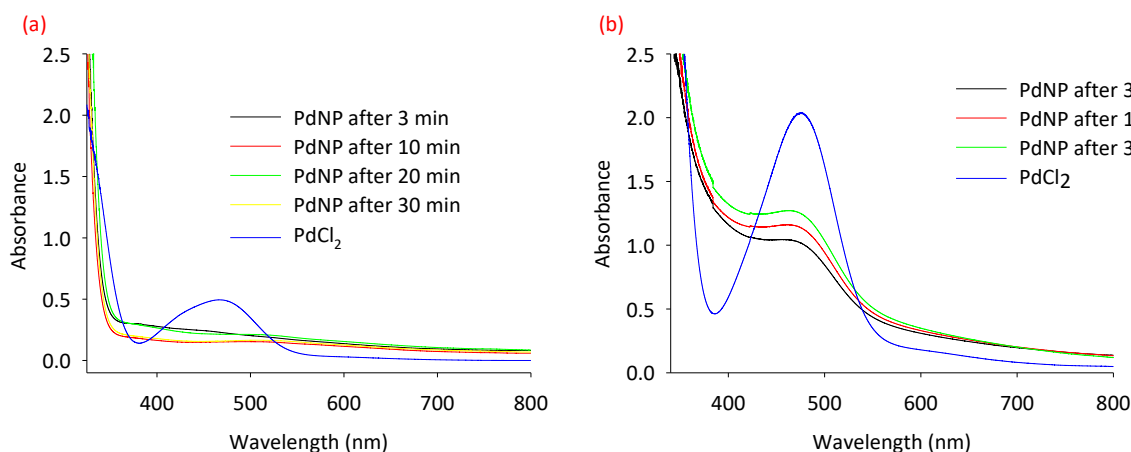 (a)
2.5
2.0
1.5
1.0
0.5
0.0
Absorbance
PdNP after 3 min
PdNP after 10 min
PdNP after 20 min
PdNP after 30 min
PdCl₂
400 500 600 700 800
Wavelength (nm)
(b)
2.5
2.0
1.5
1.0
0.5
0.0
Absorbance
PdNP after 3
PdNP after 1
PdNP after 3
PdCl₂
400 500 600 700 800
Wavelength (nm)